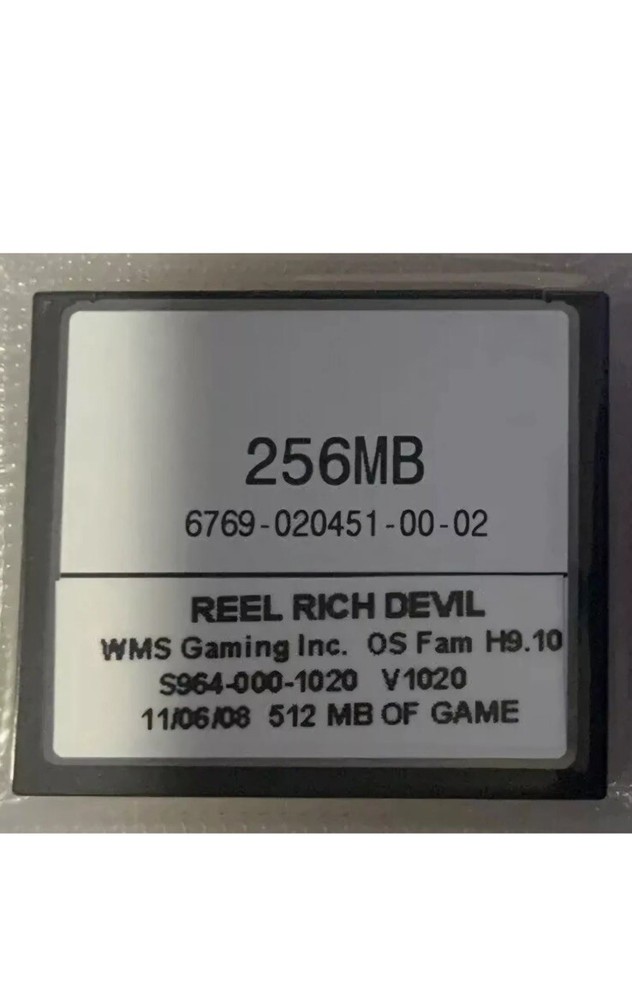 256MB
6769-020451-00-02
REEL RICH DEVIL
WMS Gaming Inc. OS Fam H9.10
S964-000-1020 V1020
11/06/08 512 MB OF GAME